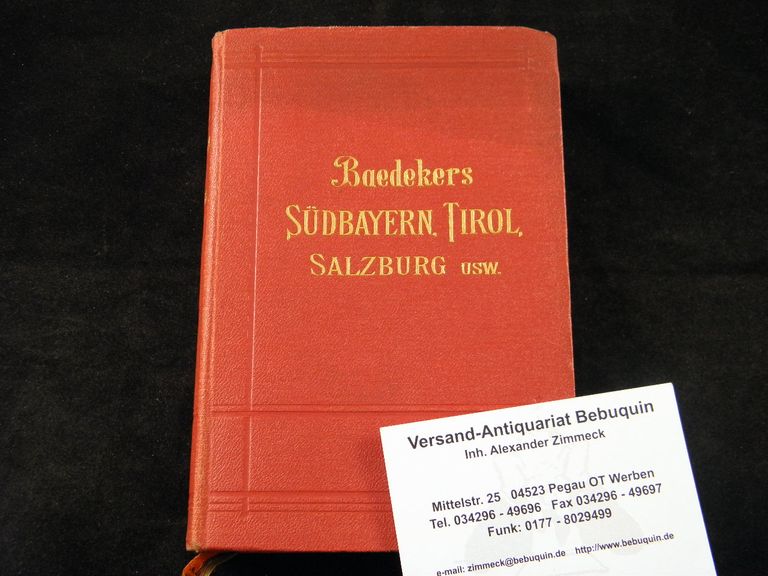 Baedekers
SÜDBAYERN, TIROL,
SALZBURG USW.
Versand-Antiquariat Bebuquin
Inh. Alexander Zimmeck
Mittelstr. 25 04523 Pegau OT Werben
Tel. 034296 - 49696 Fax 034296 - 49697
Funk: 0177 - 8029499
e-mail: zimmeck@bebuquin.de http://www.bebuquin.de